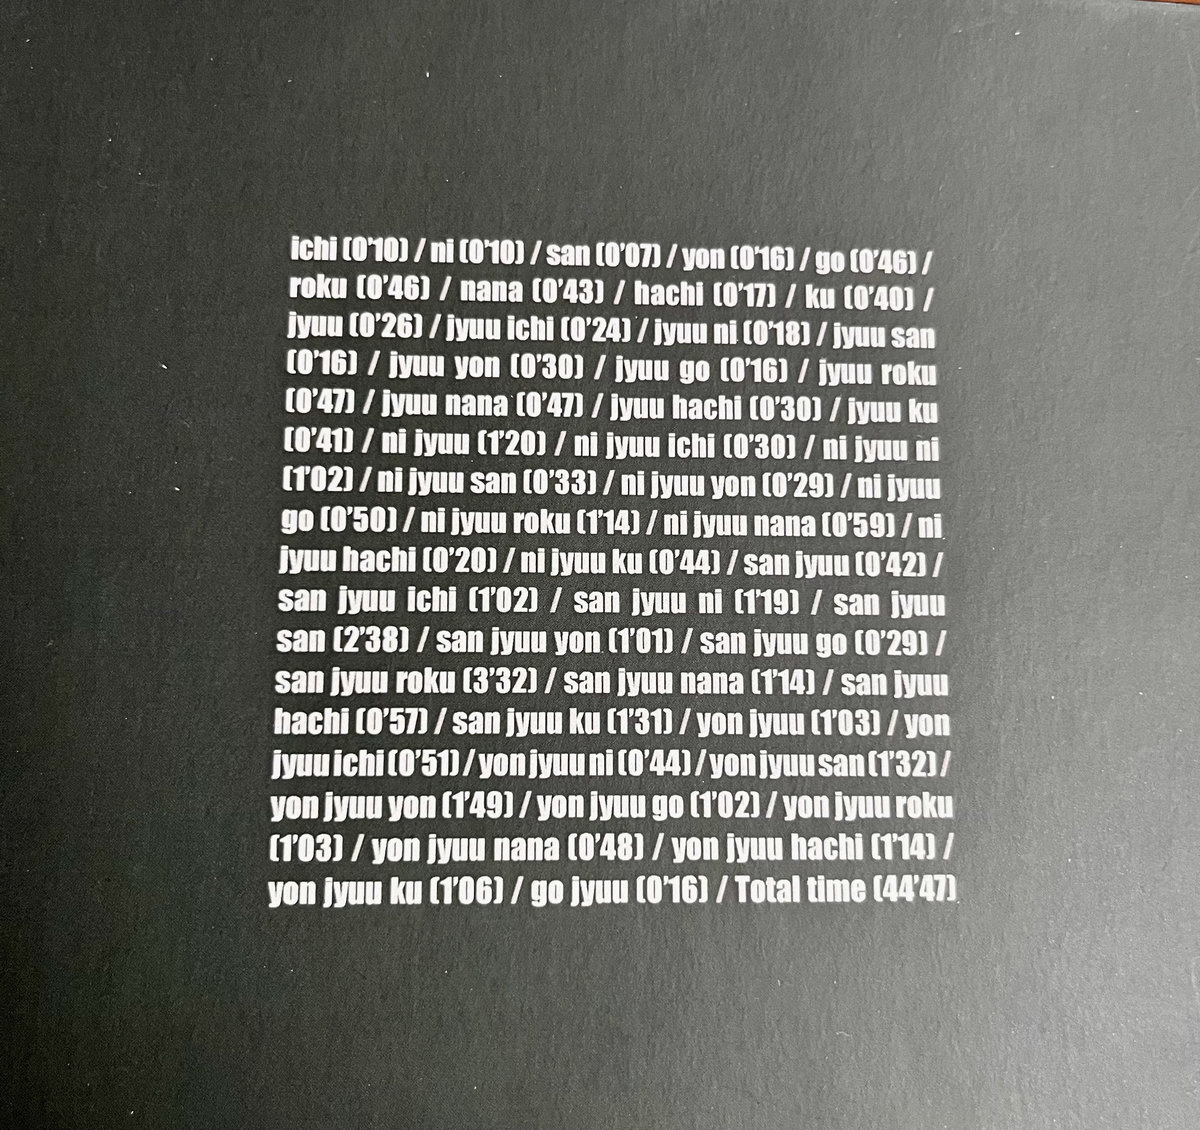 ichi (0'10) / ni (0'10) / san (0'07) / yon (0'16) / go (0'46) /
roku (0'46) / nana (0'43) / hachi (0'17) / ku (0'40) /
jyuu (0'26) / jyuu ichi (0'24) / jyuu ni (0'18) / jyuu san
(0'16) / jyuu yon (0'30) / jyuu go (0'16) / jyuu roku
(0'47) / jyuu nana (0'47) / jyuu hachi (0'30) / jyuu ku
(0'41) / ni jyuu (1'20) / ni jyuu ichi (0'30) / ni jyuu ni
(1'02) / ni jyuu san (0'33) / ni jyuu yon (0'29) / ni jyuu
go (0'50) / ni jyuu roku (1'14) / ni jyuu nana (0'59) / ni
jyuu hachi (0'20) / ni jyuu ku (0'44) / san jyuu (0'42) /
san jyuu ichi (1'02) / san jyuu ni (1'19) / san jyuu
san (2'38) / san jyuu yon (1'01) / san jyuu go (0'29) /
san jyuu roku (3'32) / san jyuu nana (1'14) / san jyuu
hachi (0'57) / san jyuu ku (1'31) / yon jyuu (1'03) / yon
jyuu ichi (0'51) / yon jyuu ni (0'44) / yon jyuu san (1'32) /
yon jyuu yon (1'49) / yon jyuu go (1'02) / yon jyuu roku
(1'03) / yon jyuu nana (0'48) / yon jyuu hachi (1'14) /
yon jyuu ku (1'06) / go jyuu (0'16) / Total time (44'47)